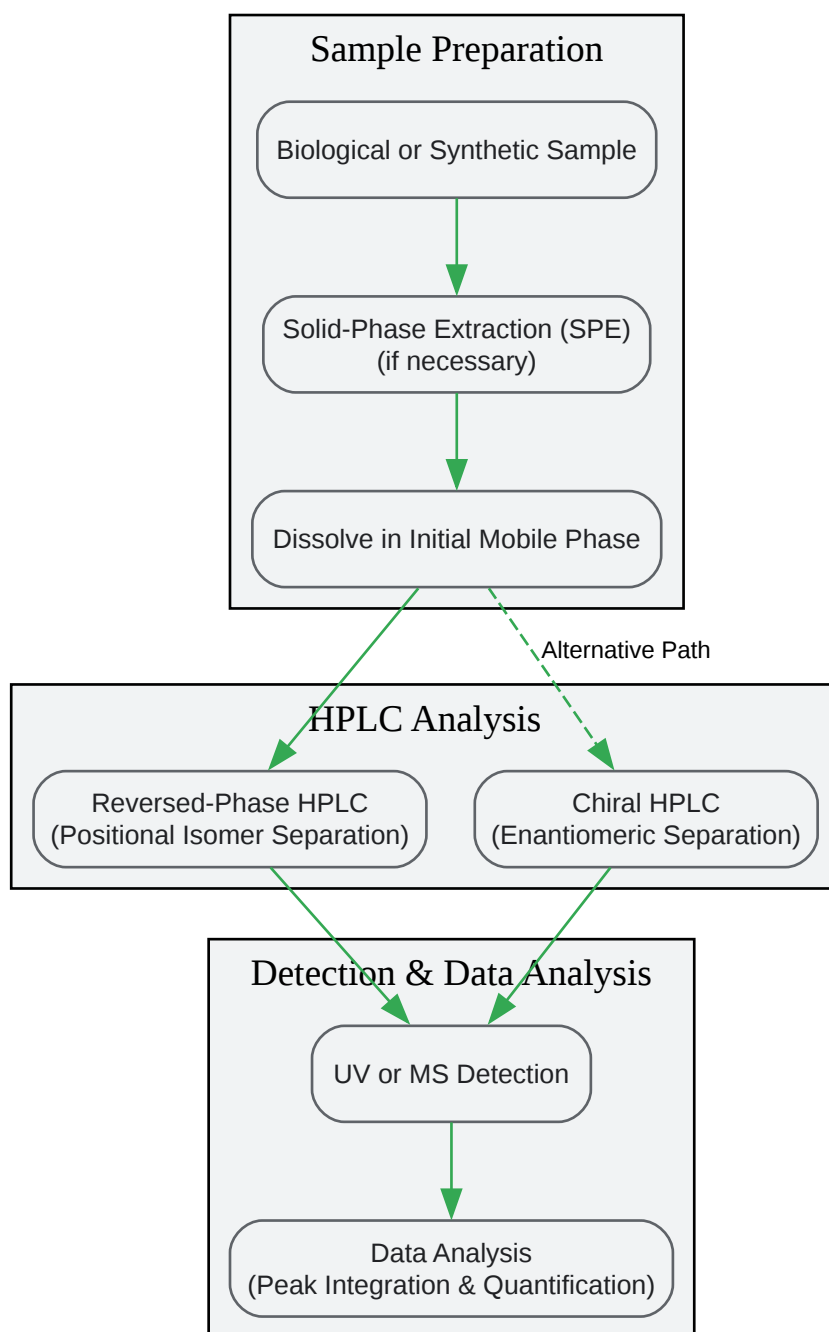 Sample Preparation
Biological or Synthetic Sample
Solid-Phase Extraction (SPE)
(if necessary)
Dissolve in Initial Mobile Phase
Alternative Path
HPLC Analysis
Reversed-Phase HPLC
(Positional Isomer Separation)
Chiral HPLC
(Enantiomeric Separation)
Detection & Data Analysis
UV or MS Detection
Data Analysis
(Peak Integration & Quantification)